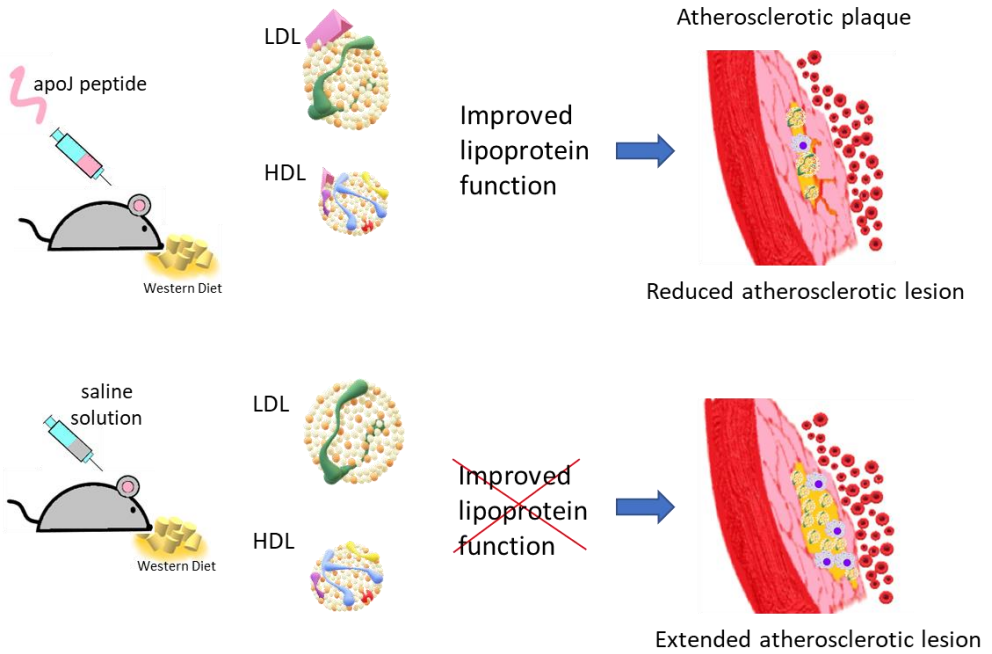 Atherosclerotic plaque
LDL
apoJ peptide
Improved
lipoprotein
function
HDL
Western Diet
Reduced atherosclerotic lesion
saline
solution
LDL
Improved
lipoprotein
function
HDL
Western Diet
Extended atherosclerotic lesion